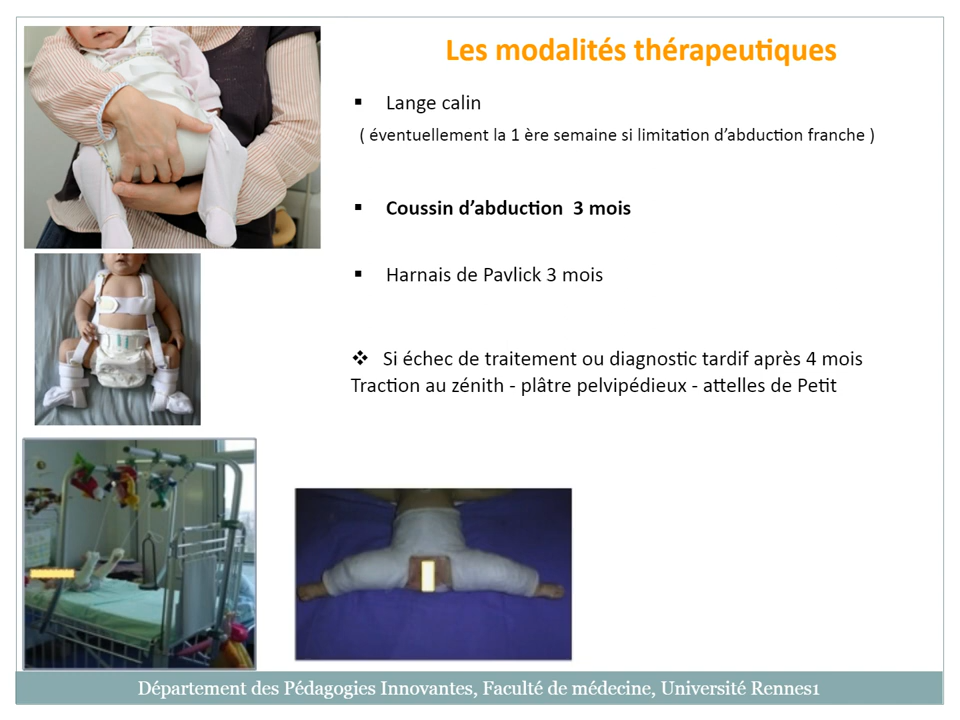 Les modalités thérapeutiques
▪ Lange calin
( éventuellement la 1 ère semaine si limitation d’abduction franche )
▪ Coussin d’abduction 3 mois
▪ Harnais de Pavlick 3 mois
❖ Si échec de traitement ou diagnostic tardif après 4 mois
Traction au zénith - plâtre pelvipédieux - attelles de Petit
Département des Pédagogies Innovantes, Faculté de médecine, Université Rennes1